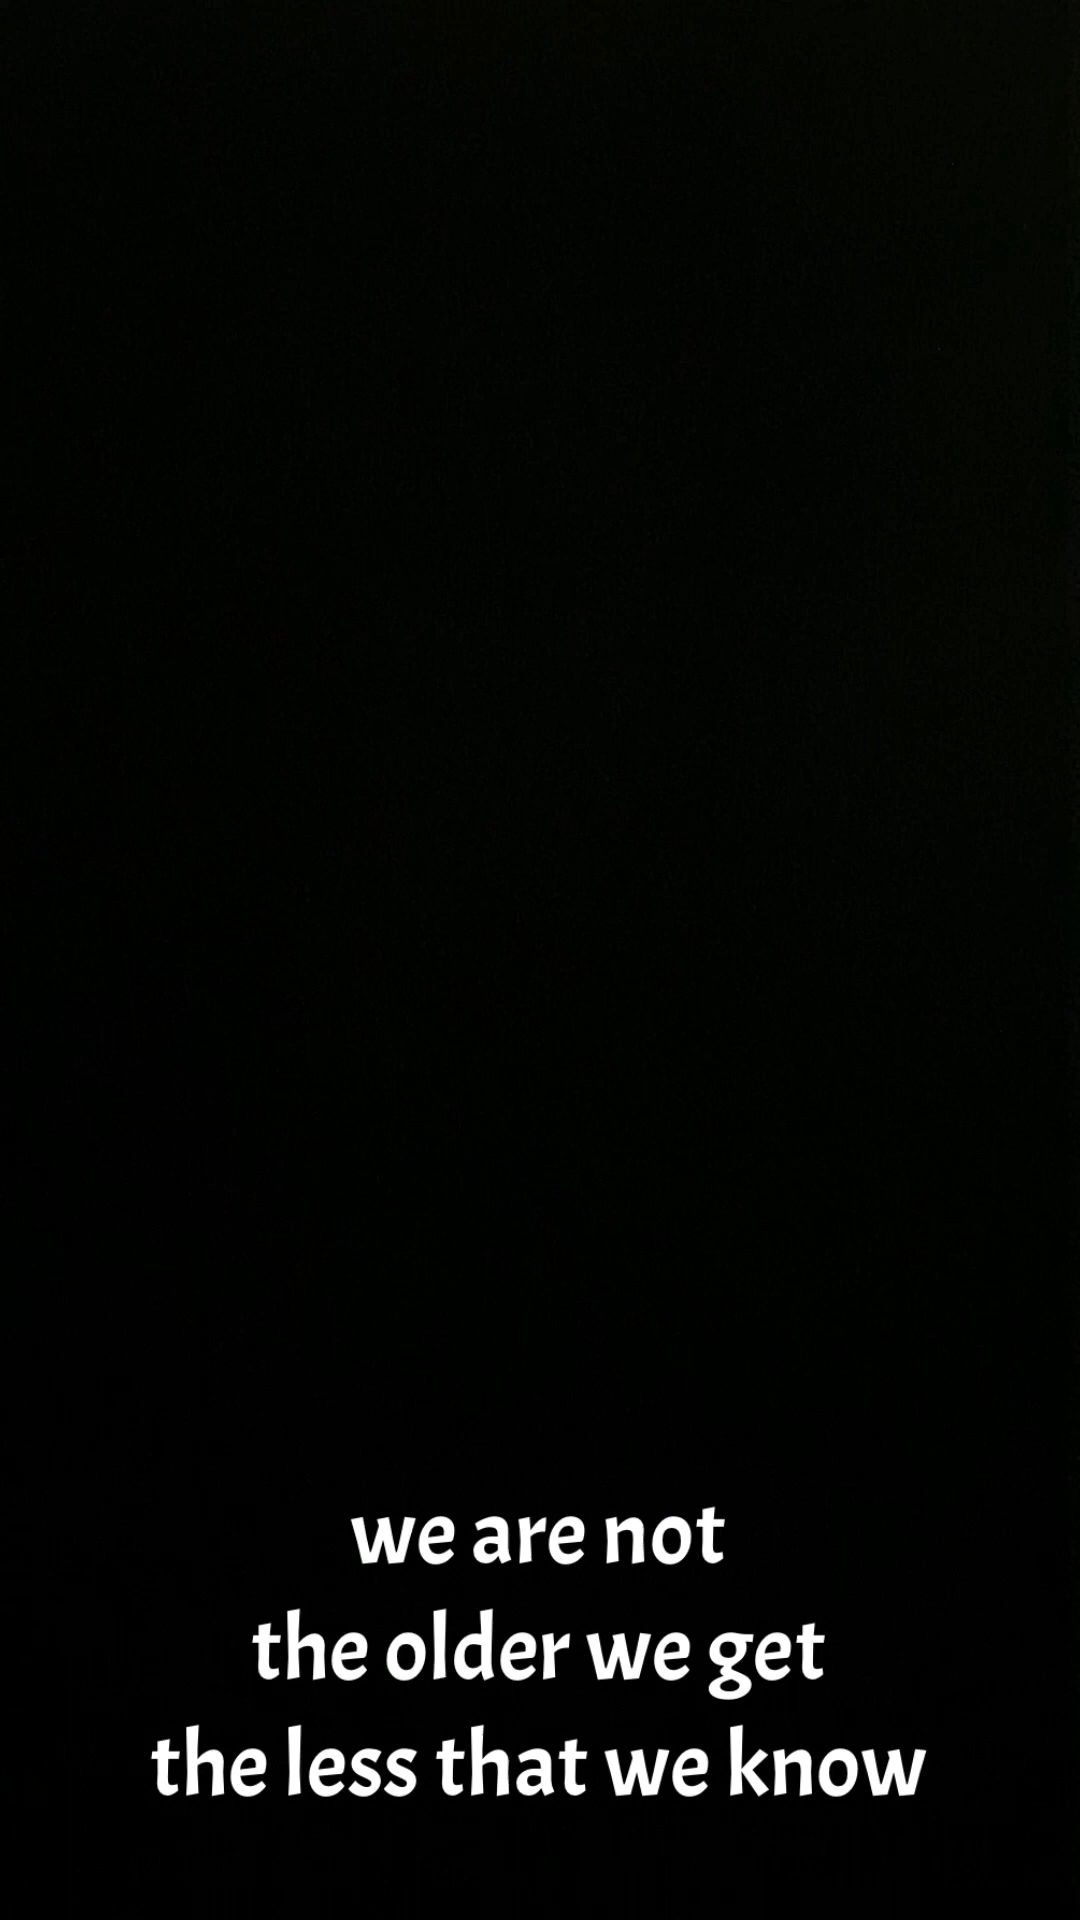 we are not
the older we get
the less that we know